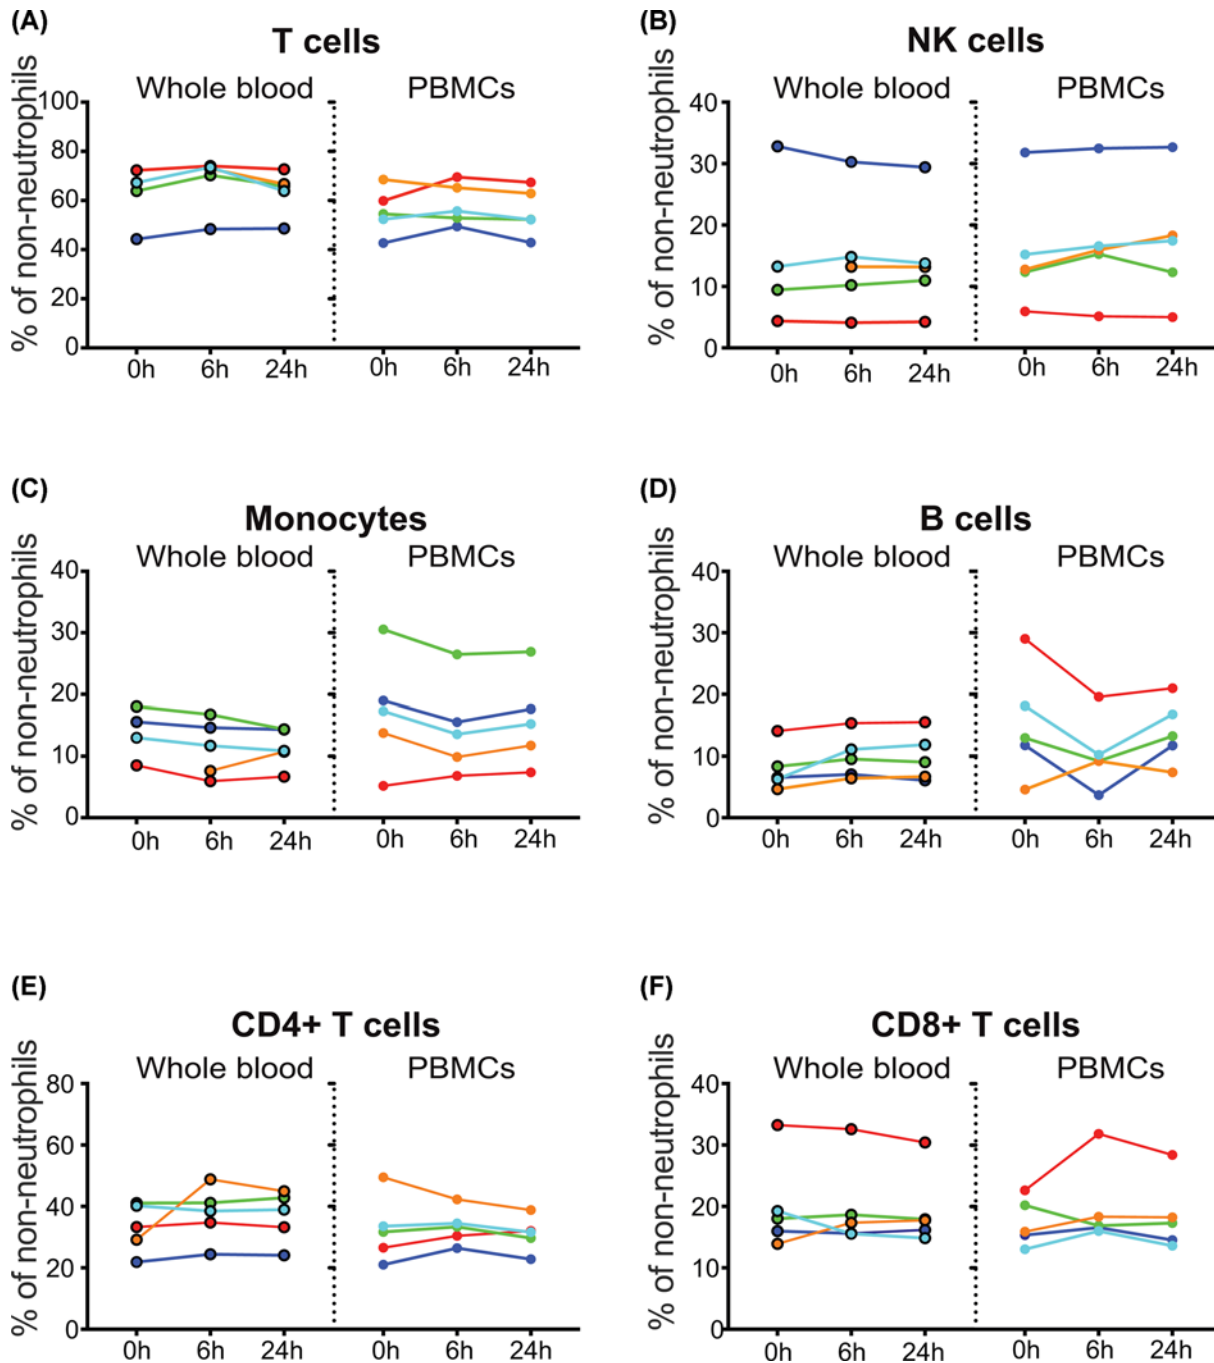 (A)
T cells
Whole blood
PBMCs
% of non-neutrophils
100
80
60
40
20
0
0h 6h 24h
0h 6h 24h
(B)
NK cells
Whole blood
PBMCs
% of non-neutrophils
40
30
20
10
0
0h 6h 24h
0h 6h 24h
(C)
Monocytes
Whole blood
PBMCs
% of non-neutrophils
40
30
20
10
0
0h 6h 24h
0h 6h 24h
(D)
B cells
Whole blood
PBMCs
% of non-neutrophils
40
30
20
10
0
0h 6h 24h
0h 6h 24h
(E)
CD4+ T cells
Whole blood
PBMCs
% of non-neutrophils
80
60
40
20
0
0h 6h 24h
0h 6h 24h
(F)
CD8+ T cells
Whole blood
PBMCs
% of non-neutrophils
40
30
20
10
0
0h 6h 24h
0h 6h 24h